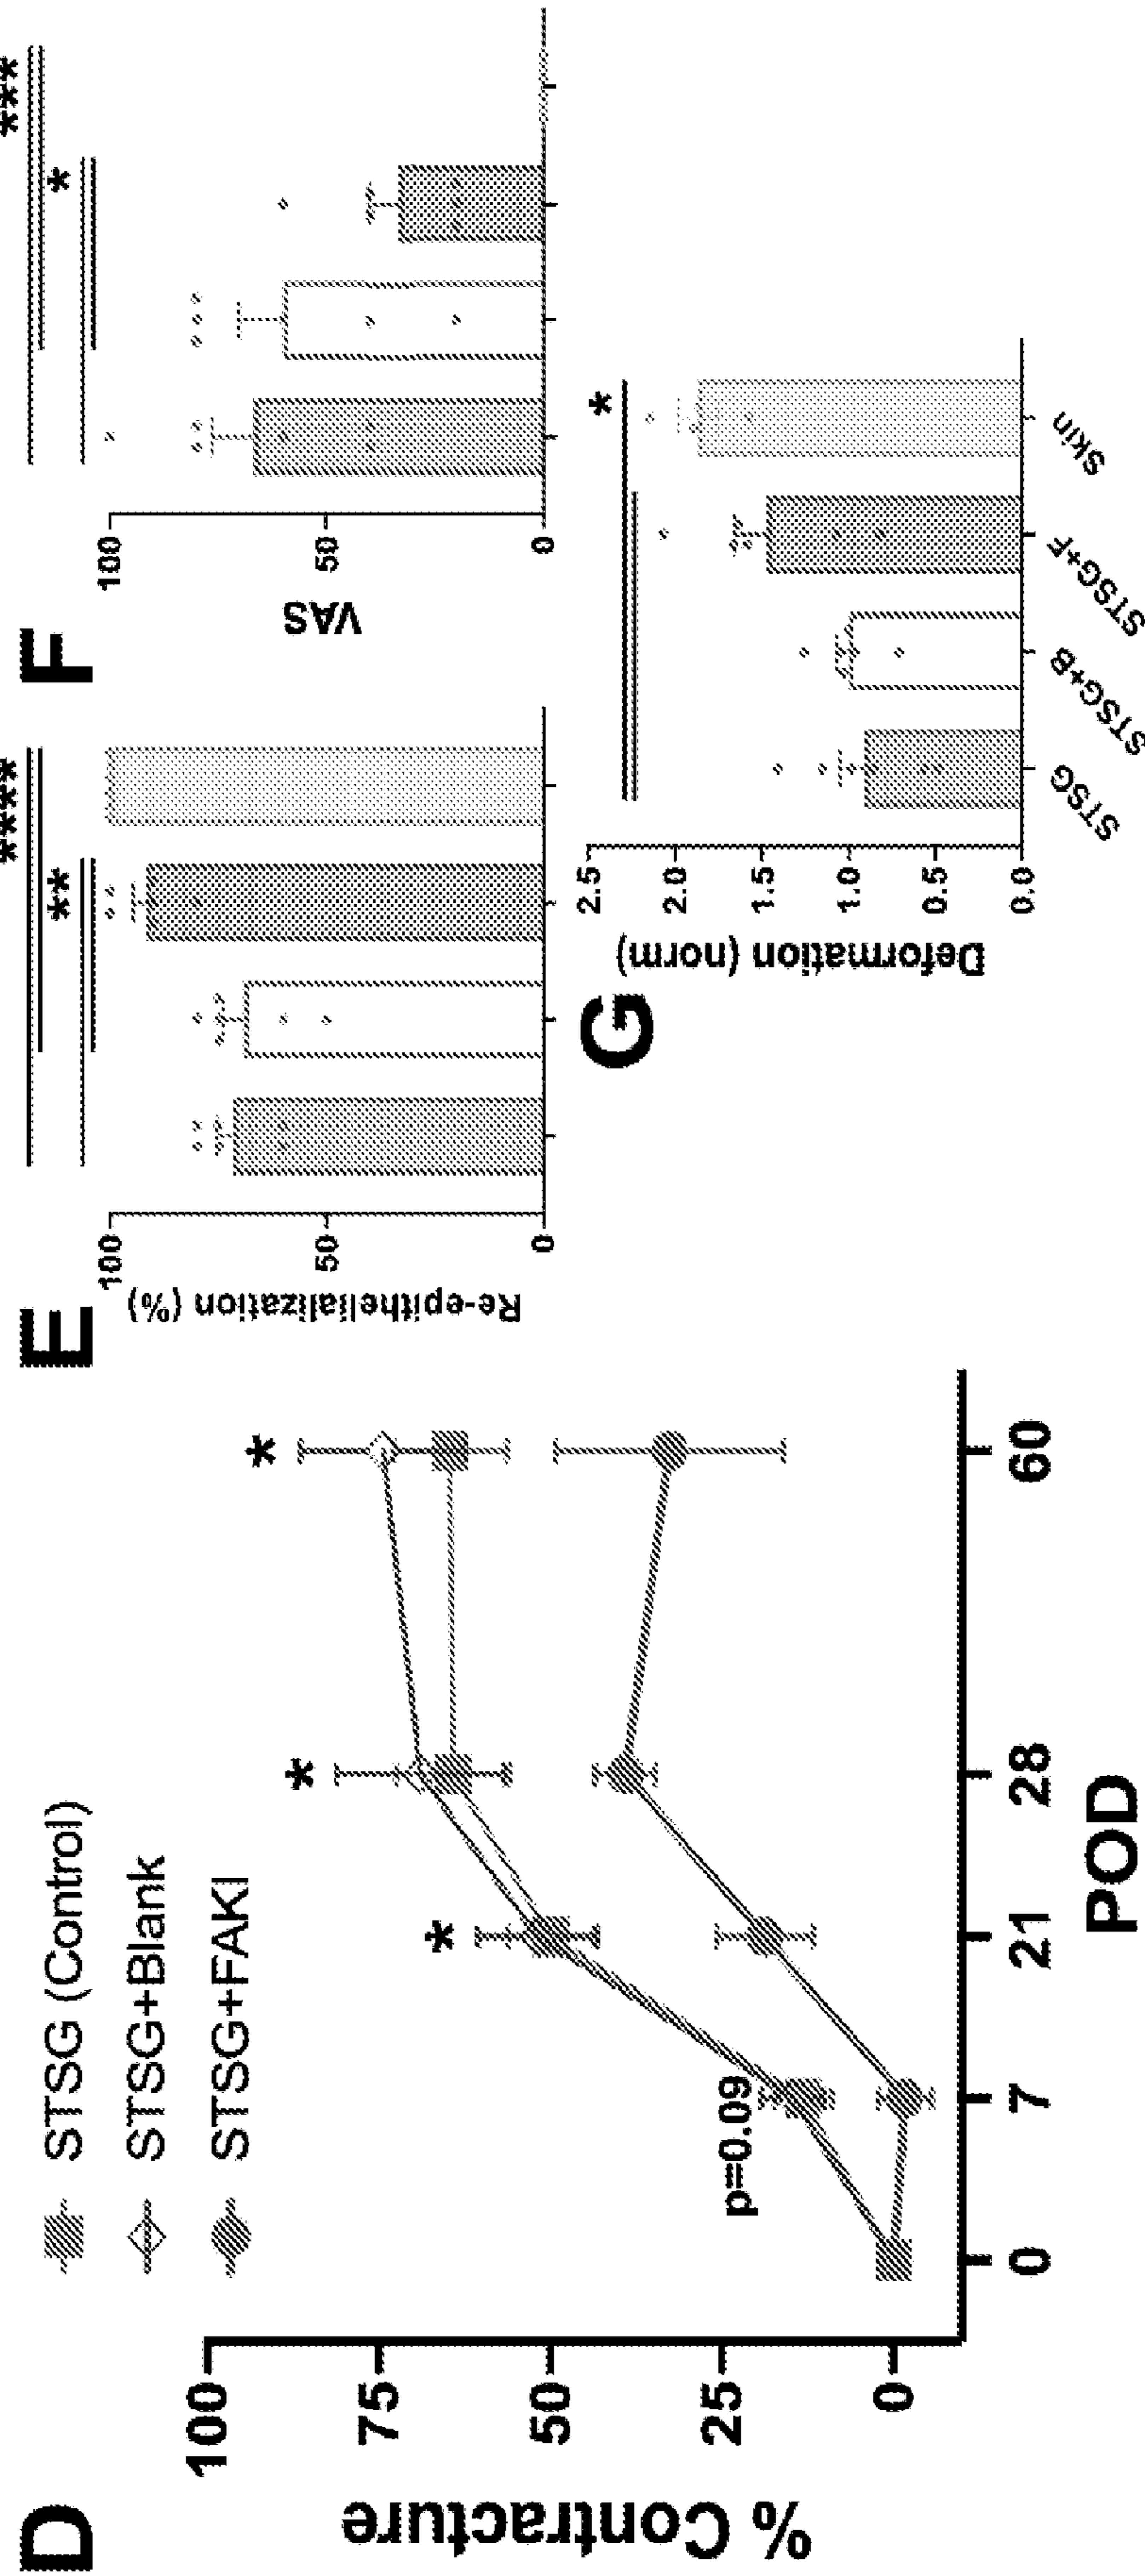 D
STSG (Control)
STSG+Blank
STSG+FAKI
% Contracture
100
75
50
25
0
*
*
*
p=0.09
0
7
21
28
60
POD
E
Re-epithelialization (%)
100
50
0
****
**
F
VAS
100
50
0
***
*
G
Deformation (norm)
2.5
2.0
1.5
1.0
0.5
0.0
*
STSG
STSG+B
STSG+F
Skin